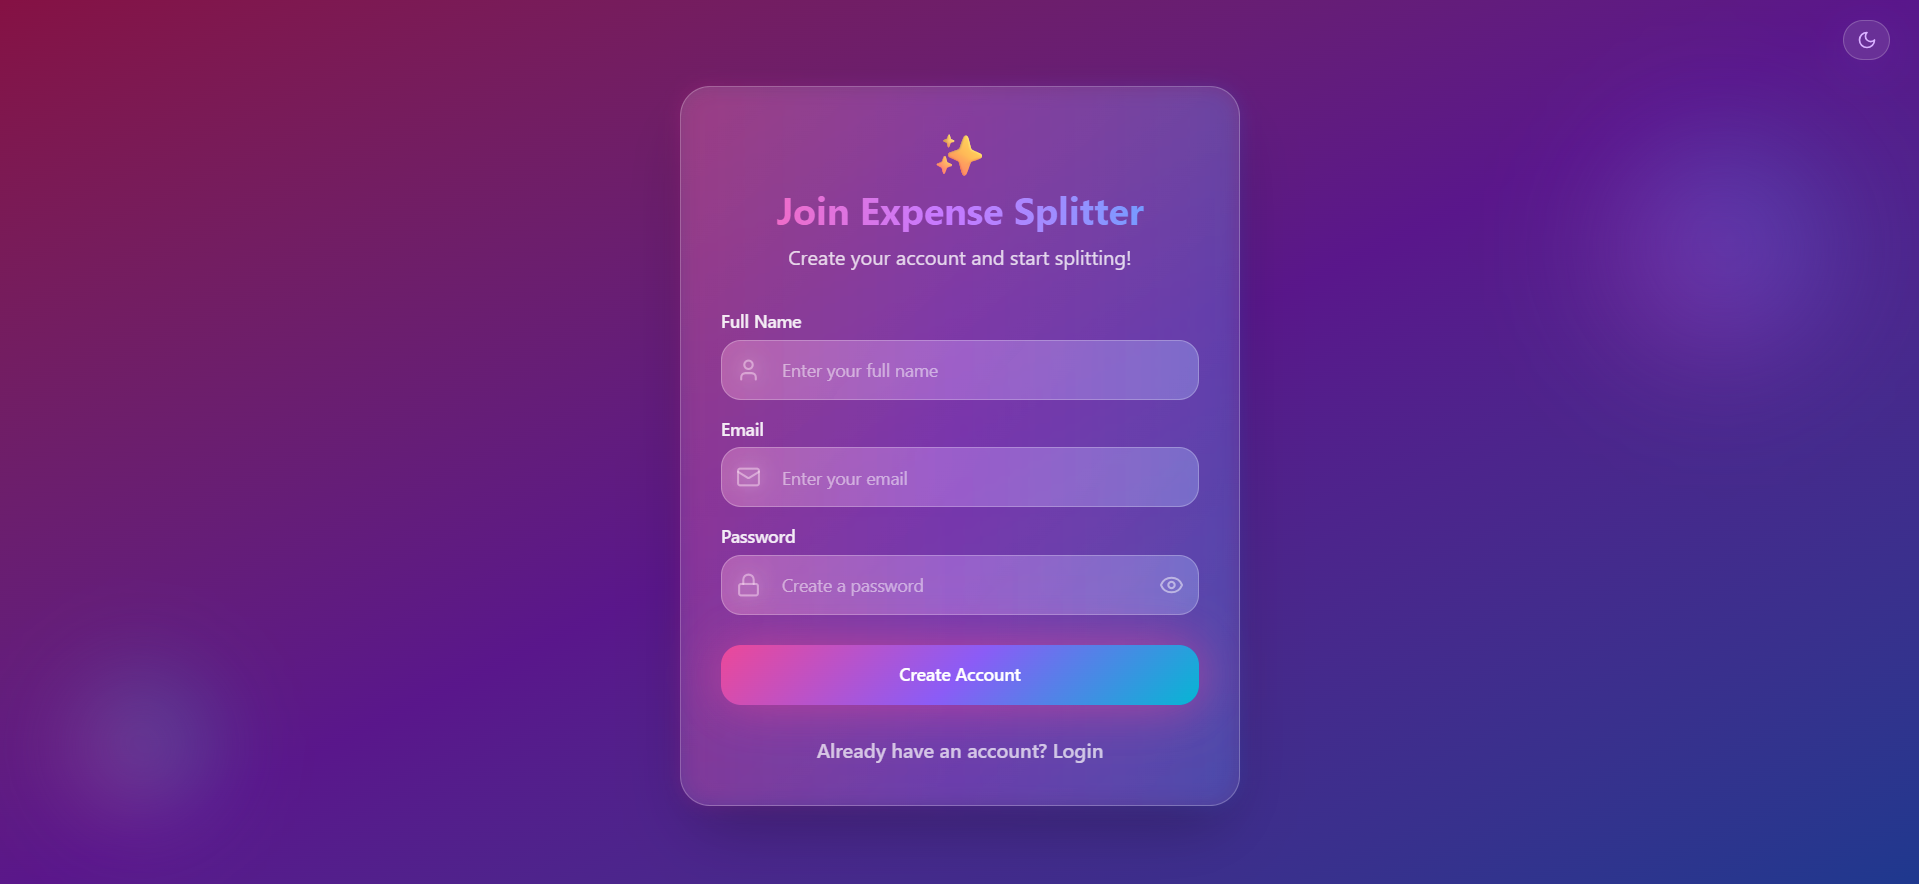 Join Expense Splitter
Create your account and start splitting!
Full Name
Enter your full name
Email
Enter your email
Password
Create a password
Create Account
Already have an account? Login